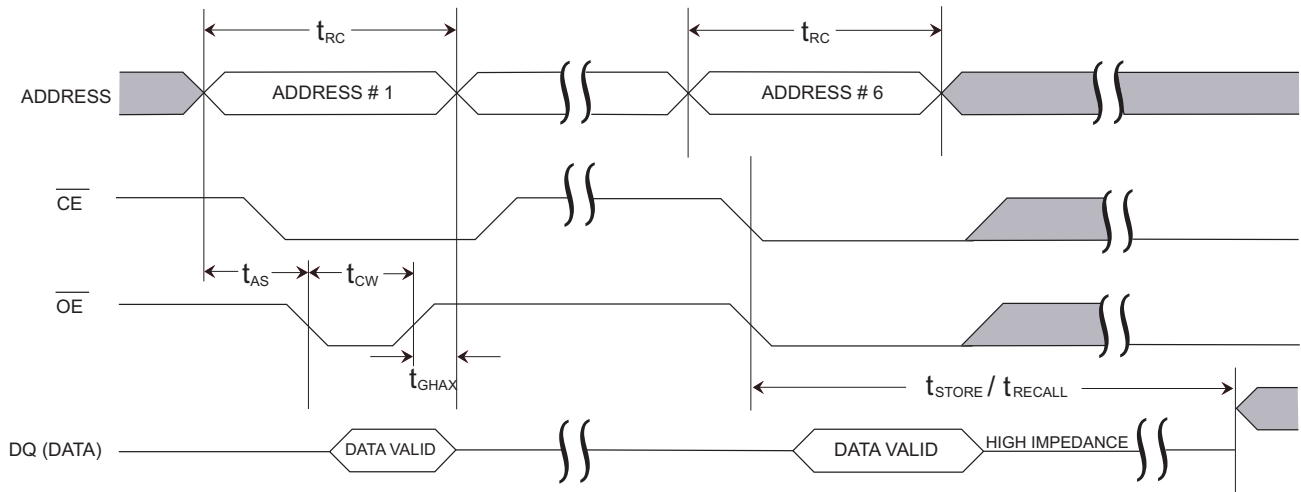 tRC
tRC
ADDRESS
ADDRESS # 1
ADDRESS # 6
CE
tAS
tCW
OE
tGHAX
tSTORE / tRECALL
DQ (DATA)
DATA VALID
DATA VALID
HIGH IMPEDANCE